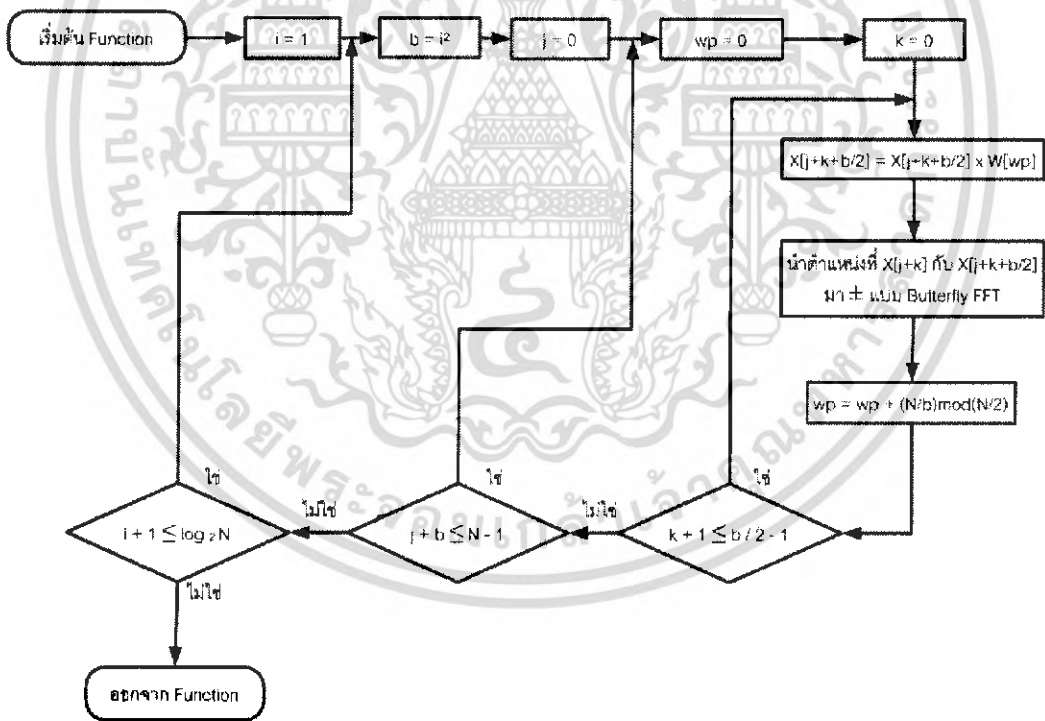 เริ่มต้น Function
i = 1
b = i²
j = 0
wp = 0
k = 0
X[j+k+b/2] = X[j+k+b/2] x W[wp]
นำตำแหน่งที่ X[j+k] กับ X[j+k+b/2]
มา ± แบบ Butterfly FFT
wp = wp + (N/b)mod(N/2)
ใช่
ใช่
ใช่
ไม่ใช่
ไม่ใช่
i + 1 ≤ log ₂N
j + b ≤ N - 1
k + 1 ≤ b / 2 - 1
ไม่ใช่
ออกจาก Function